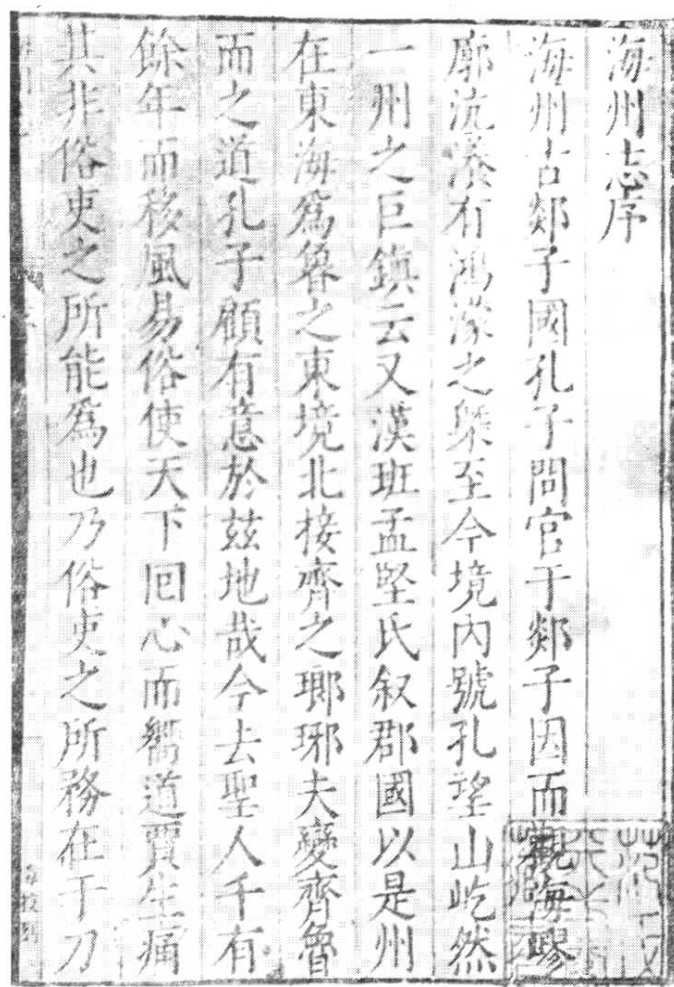 海州志序
海州古郯子國孔子問官于郯子因而觀海繆
廓沆瀁有鴻濛之槩至今境內號孔望山屹然
一州之巨鎮云又漢班孟堅氏叙郡國以是州
在東海爲魯之東境北接齊之瑯琊夫變齊魯
而之道孔子顧有意於玆地哉今去聖人千有
餘年而移風易俗使天下回心而嚮道賈生痛
其非俗吏之所能爲也乃俗吏之所務在于刀